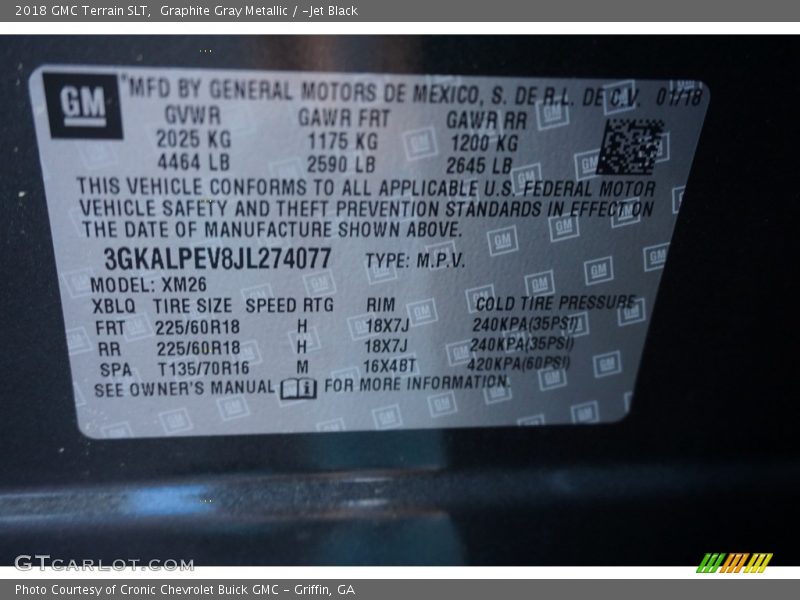 2018 GMC Terrain SLT,  Graphite Gray Metallic / -Jet Black
GM
MFD BY GENERAL MOTORS DE MEXICO, S. DE R.L. DE C.V. 01/18
GVWR GAWR FRT GAWR RR
2025 KG 1175 KG 1200 KG
4464 LB 2590 LB 2645 LB
THIS VEHICLE CONFORMS TO ALL APPLICABLE U.S. FEDERAL MOTOR
VEHICLE SAFETY AND THEFT PREVENTION STANDARDS IN EFFECT ON
THE DATE OF MANUFACTURE SHOWN ABOVE.
3GKALPEV8JL274077 TYPE: M.P.V.
MODEL: XM26
XBLQ TIRE SIZE SPEED RTG RIM COLD TIRE PRESSURE
FRT 225/60R18 H 18X7J 240KPA(35PSI)
RR 225/60R18 H 18X7J 240KPA(35PSI)
SPA T135/70R16 M 16X4BT 420KPA(60PSI)
SEE OWNER'S MANUAL FOR MORE INFORMATION.
GTcarlot.com
Photo Courtesy of Cronic Chevrolet Buick GMC - Griffin, GA